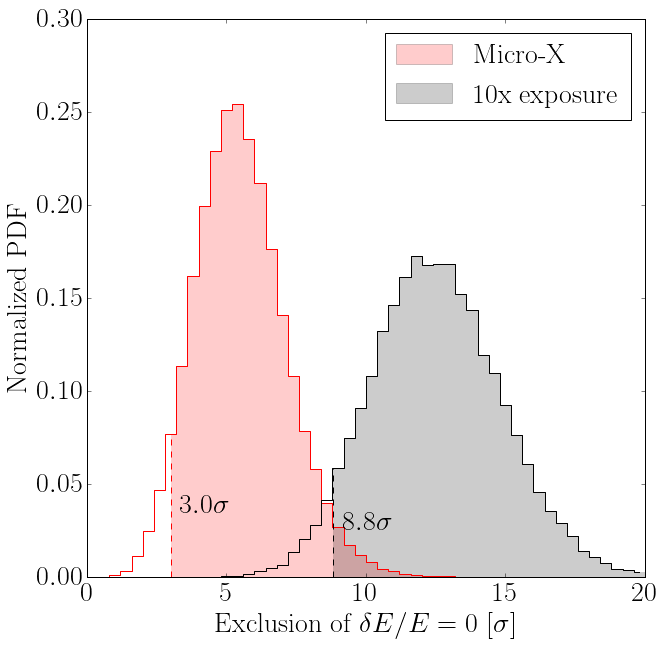 Micro-X
10x exposure
Normalized PDF
0.30
0.25
0.20
0.15
0.10
0.05
0.00
3.0σ
8.8σ
0 5 10 15 20
Exclusion of δE/E = 0 [σ]